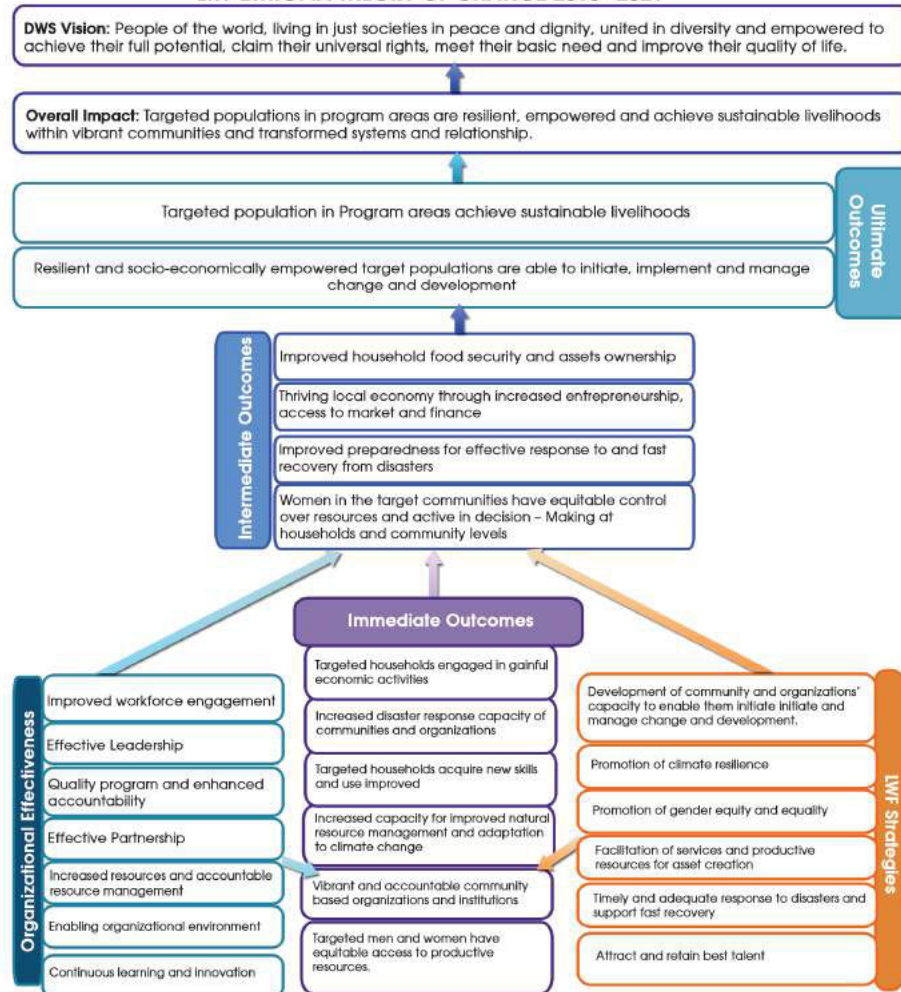 DWS Vision: People of the world, living in just societies in peace and dignity, united in diversity and empowered to
achieve their full potential, claim their universal rights, meet their basic need and improve their quality of life.
Overall Impact: Targeted populations in program areas are resilient, empowered and achieve sustainable livelihoods
within vibrant communities and transformed systems and relationship.
Targeted population in Program areas achieve sustainable livelihoods
Resilient and socio-economically empowered target populations are able to initiate, implement and manage
change and development
Ultimate
Outcomes
Intermediate Outcomes
Improved household food security and assets ownership
Thriving local economy through increased entrepreneurship,
access to market and finance
Improved preparedness for effective response to and fast
recovery from disasters
Women in the target communities have equitable control
over resources and active in decision – Making at
households and community levels
Organizational Effectiveness
Improved workforce engagement
Effective Leadership
Quality program and enhanced
accountability
Effective Partnership
Increased resources and accountable
resource management
Enabling organizational environment
Continuous learning and innovation
Immediate Outcomes
Targeted households engaged in gainful
economic activities
Increased disaster response capacity of
communities and organizations
Targeted households acquire new skills
and use improved
Increased capacity for improved natural
resource management and adaptation
to climate change
Vibrant and accountable community
based organizations and institutions
Targeted men and women have
equitable access to productive
resources.
Development of community and organizations'
capacity to enable them initiate initiate and
manage change and development.
Promotion of climate resilience
Promotion of gender equity and equality
Facilitation of services and productive
resources for asset creation
Timely and adequate response to disasters and
support fast recovery
Attract and retain best talent
LWF Strategies